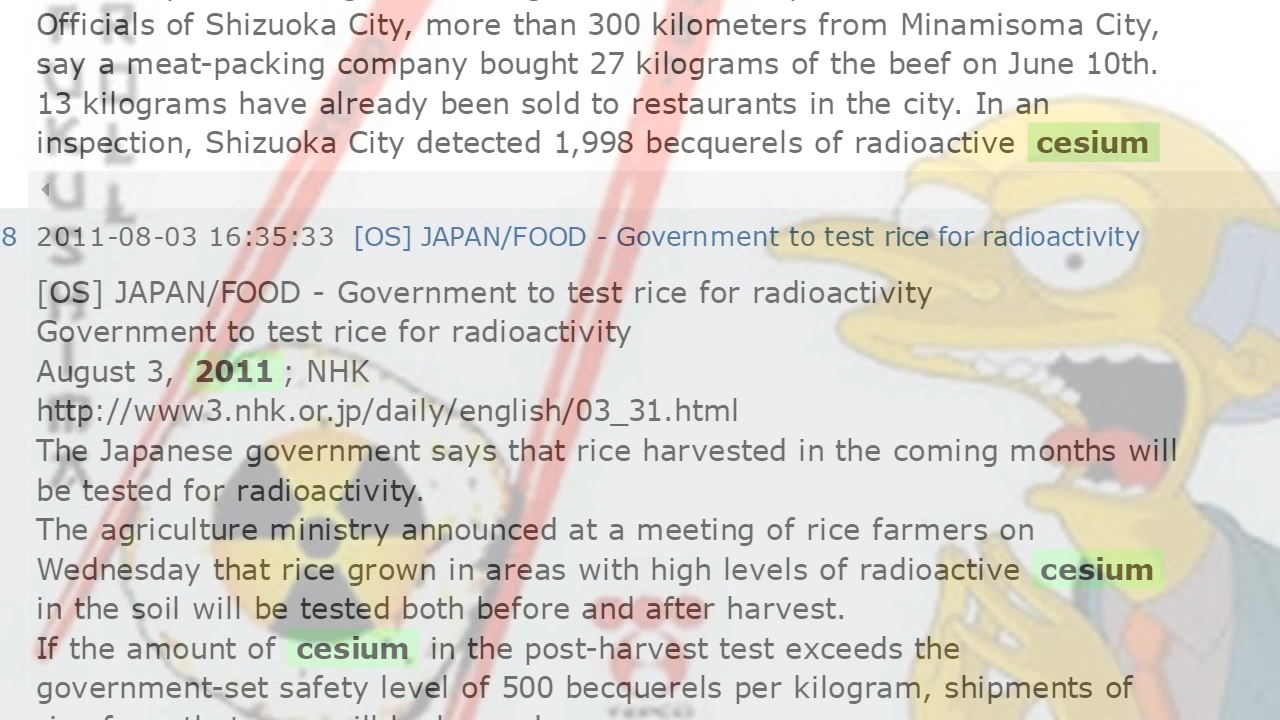 Officials of Shizuoka City, more than 300 kilometers from Minamisoma City,
say a meat-packing company bought 27 kilograms of the beef on June 10th.
13 kilograms have already been sold to restaurants in the city. In an
inspection, Shizuoka City detected 1,998 becquerels of radioactive cesium
8 2011-08-03 16:35:33 [OS] JAPAN/FOOD - Government to test rice for radioactivity
[OS] JAPAN/FOOD - Government to test rice for radioactivity
Government to test rice for radioactivity
August 3, 2011 ; NHK
http://www3.nhk.or.jp/daily/english/03_31.html
The Japanese government says that rice harvested in the coming months will
be tested for radioactivity.
The agriculture ministry announced at a meeting of rice farmers on
Wednesday that rice grown in areas with high levels of radioactive cesium
in the soil will be tested both before and after harvest.
If the amount of cesium in the post-harvest test exceeds the
government-set safety level of 500 becquerels per kilogram, shipments of